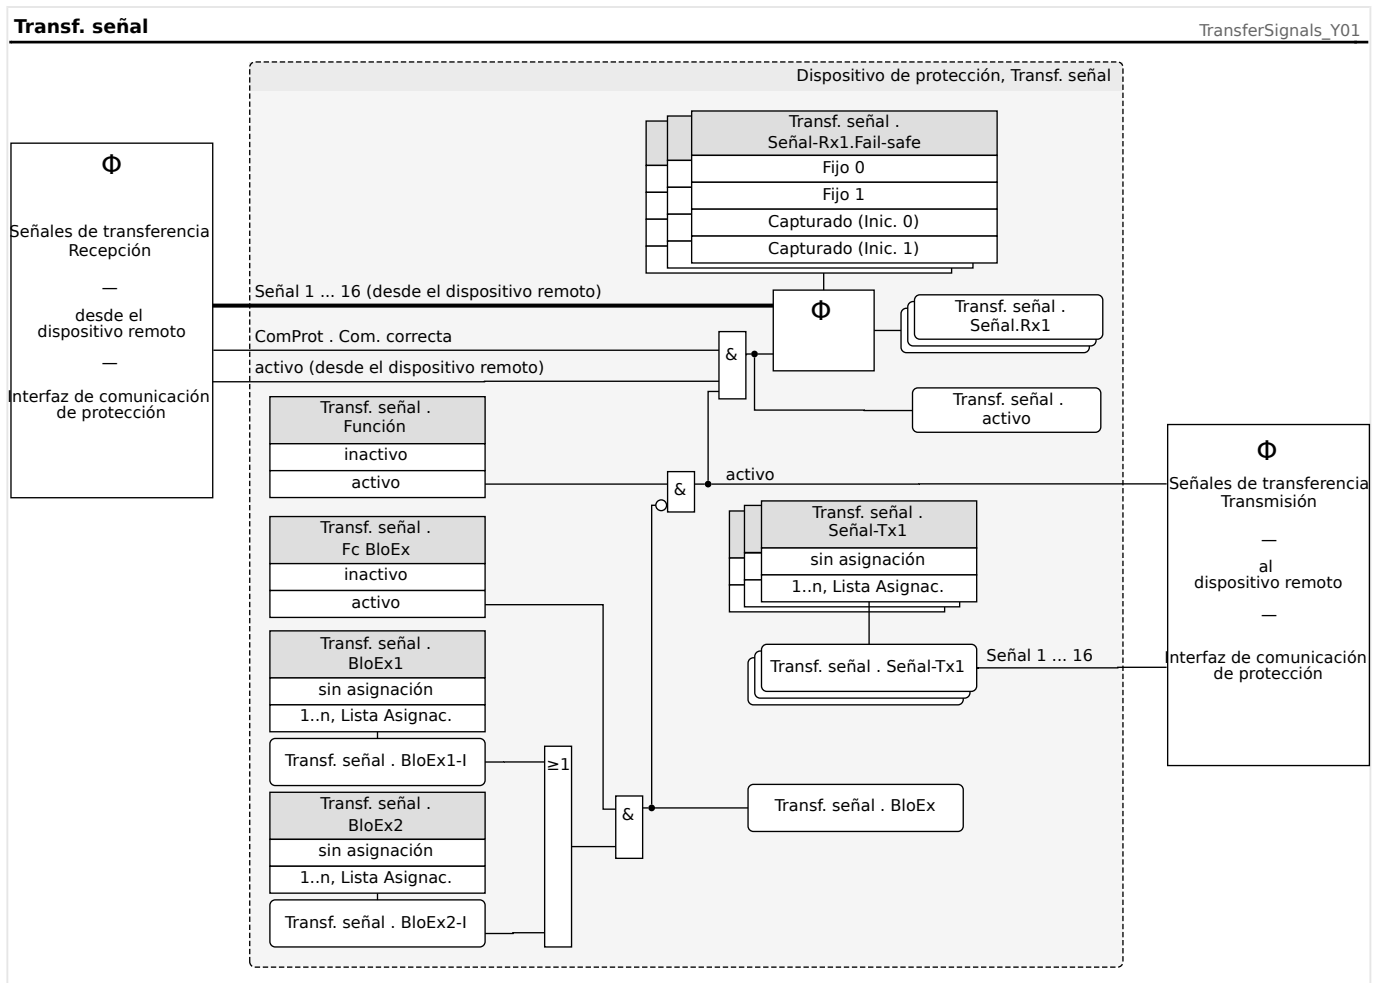 Transf. señal
TransferSignals_Y01
Dispositivo de protección, Transf. señal
Φ
Señales de transferencia
Recepción
—
desde el
dispositivo remoto
—
Interfaz de comunicación
de protección
Transf. señal .
Señal-Rx1.Fail-safe
Fijo 0
Fijo 1
Capturado (Inic. 0)
Capturado (Inic. 1)
Señal 1 ... 16 (desde el dispositivo remoto)
ComProt . Com. correcta
activo (desde el dispositivo remoto)
&
Φ
Transf. señal .
Señal.Rx1
Transf. señal .
activo
Transf. señal .
Función
inactivo
activo
&
activo
Transf. señal .
Fc BloEx
inactivo
activo
Transf. señal .
Señal-Tx1
sin asignación
1..n, Lista Asignac.
Transf. señal . Señal-Tx1
Señal 1 ... 16
Φ
Señales de transferencia
Transmisión
—
al
dispositivo remoto
—
Interfaz de comunicación
de protección
Transf. señal .
BloEx1
sin asignación
1..n, Lista Asignac.
Transf. señal . BloEx1-I
≥1
&
Transf. señal . BloEx
Transf. señal .
BloEx2
sin asignación
1..n, Lista Asignac.
Transf. señal . BloEx2-I